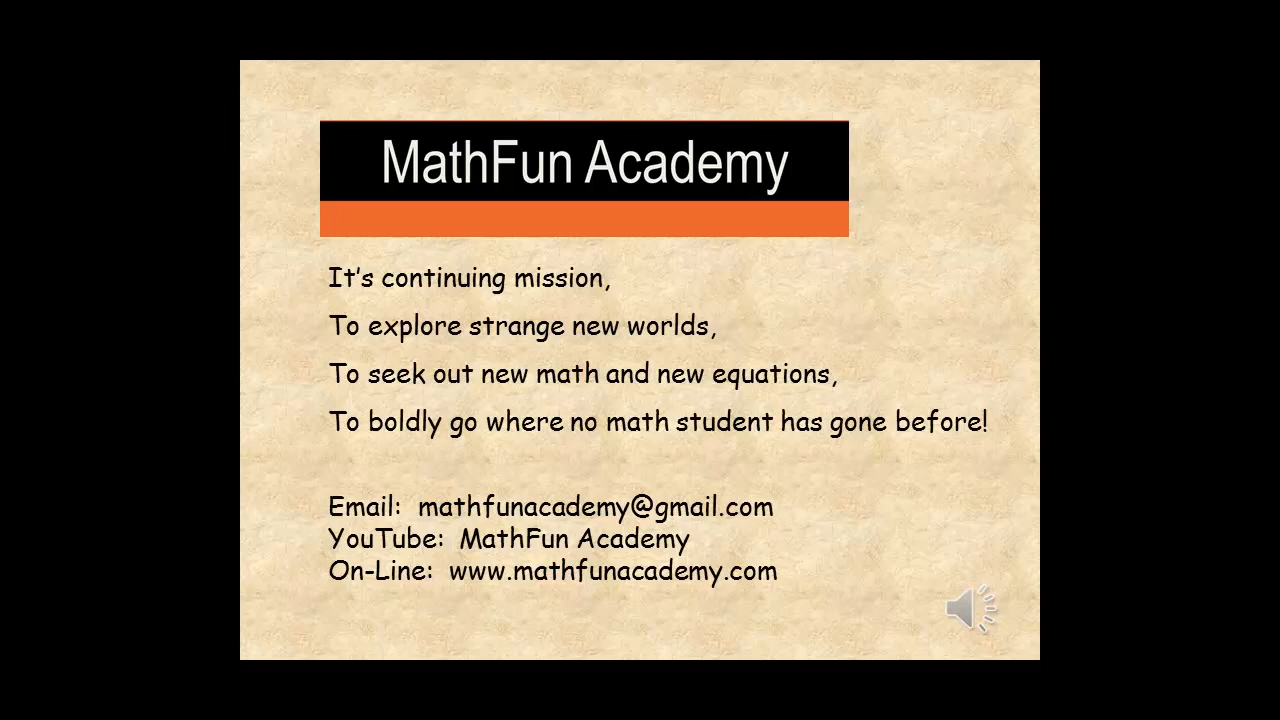 MathFun Academy
It's continuing mission,
To explore strange new worlds,
To seek out new math and new equations,
To boldly go where no math student has gone before!
Email:  mathfunacademy@gmail.com
YouTube:  MathFun Academy
On-Line:  www.mathfunacademy.com